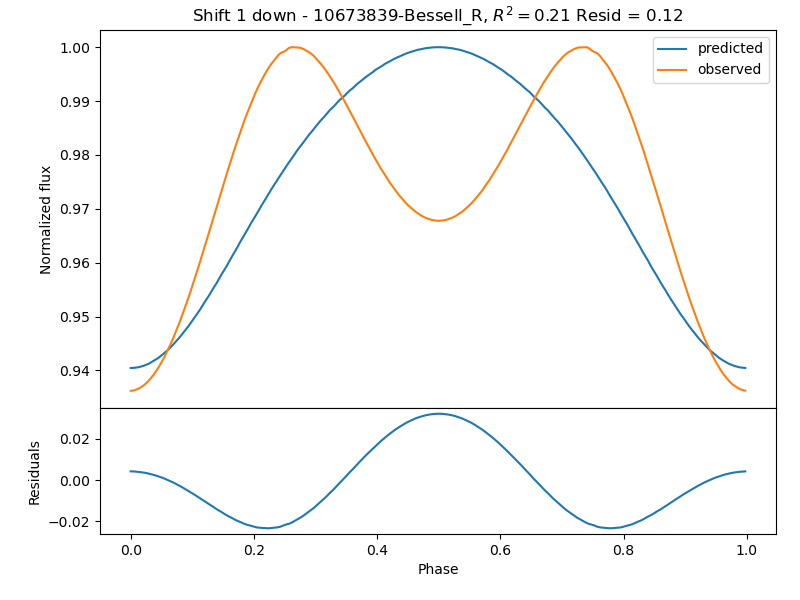 Shift 1 down - 10673839-Bessell_R, R² = 0.21 Resid = 0.12
predicted
observed
Normalized flux
1.00
0.99
0.98
0.97
0.96
0.95
0.94
Residuals
0.02
0.00
−0.02
0.0 0.2 0.4 0.6 0.8 1.0
Phase